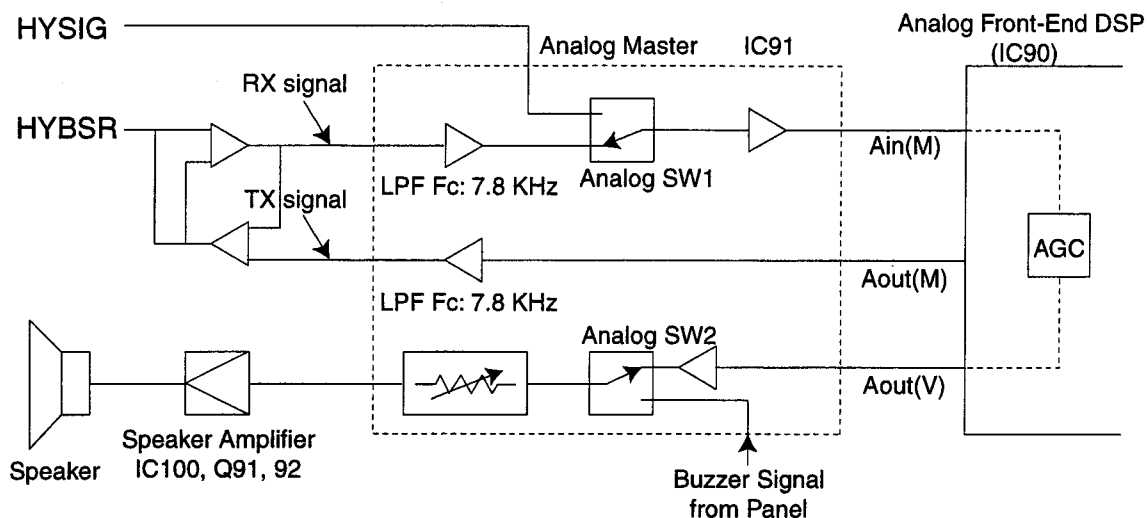 HYSIG
Analog Master
IC91
Analog Front-End DSP
(IC90)
RX signal
HYBSR
Ain(M)
LPF Fc: 7.8 KHz
Analog SW1
TX signal
AGC
Aout(M)
LPF Fc: 7.8 KHz
Analog SW2
Aout(V)
Speaker
Speaker Amplifier
IC100, Q91, 92
Buzzer Signal
from Panel